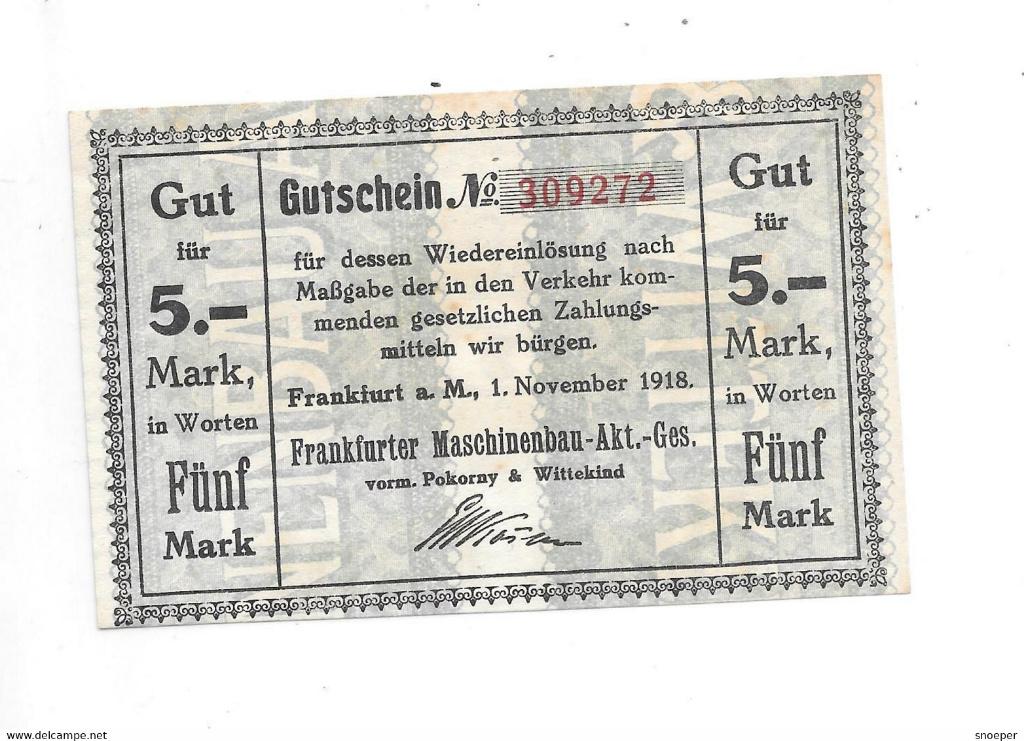 Gut
für
5.—
Mark,
in Worten
Fünf
Mark
Gutschein No. 309272
für dessen Wiedereinlösung nach
Maßgabe der in den Verkehr kom-
menden gesetzlichen Zahlungs-
mitteln wir bürgen.
Frankfurt a. M., 1. November 1918.
Frankfurter Maschinenbau-Akt.-Ges.
vorm. Pokorny & Wittekind
Gut
für
5.—
Mark,
in Worten
Fünf
Mark
delcampe.net
snoeper